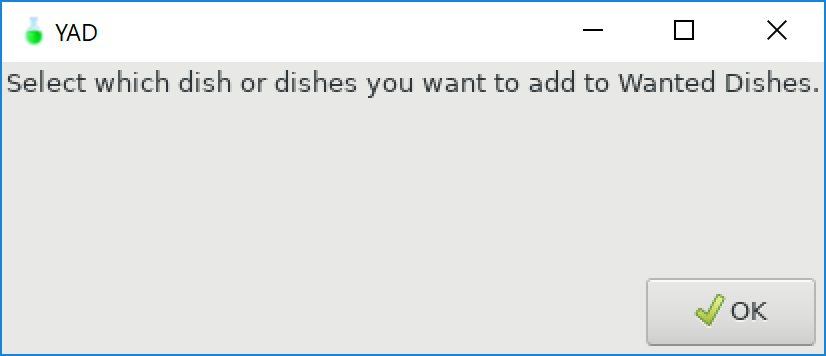 YAD
Select which dish or dishes you want to add to Wanted Dishes.
OK